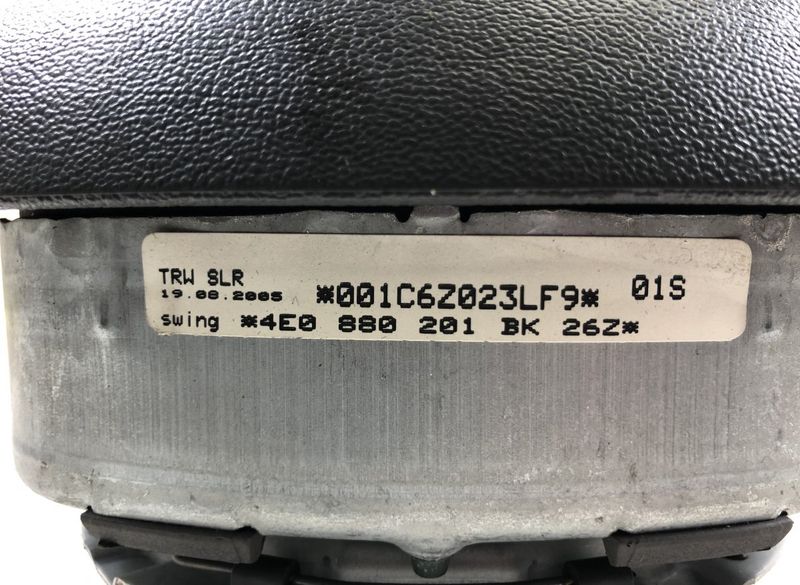 TRW SLR
19.08.2005 *001C6Z023LF9* 01S
swing *4E0 880 201 BK 26Z*